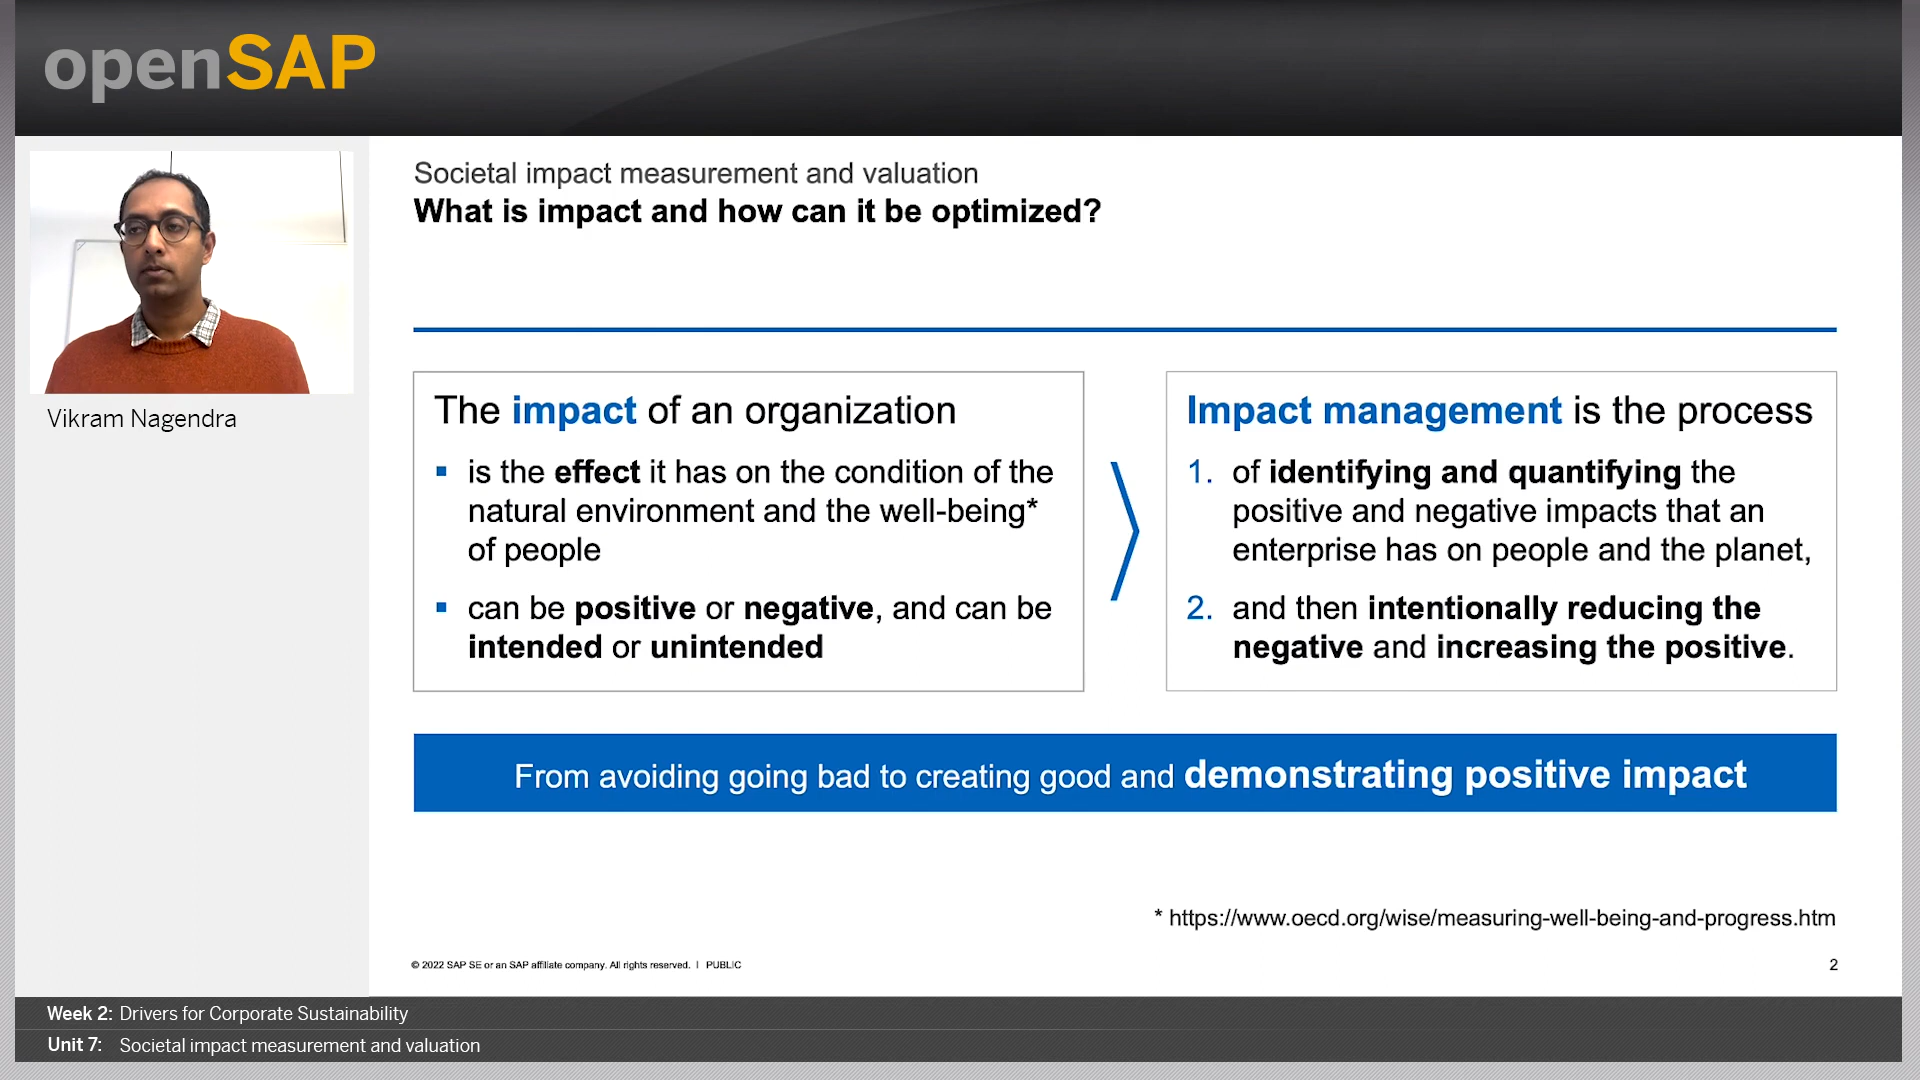 openSAP
Vikram Nagendra
Societal impact measurement and valuation
What is impact and how can it be optimized?
The impact of an organization
▪ is the effect it has on the condition of the
natural environment and the well-being*
of people
▪ can be positive or negative, and can be
intended or unintended
Impact management is the process
1. of identifying and quantifying the
positive and negative impacts that an
enterprise has on people and the planet,
2. and then intentionally reducing the
negative and increasing the positive.
From avoiding going bad to creating good and demonstrating positive impact
* https://www.oecd.org/wise/measuring-well-being-and-progress.htm
© 2022 SAP SE or an SAP affiliate company. All rights reserved. | PUBLIC
2
Week 2: Drivers for Corporate Sustainability
Unit 7: Societal impact measurement and valuation